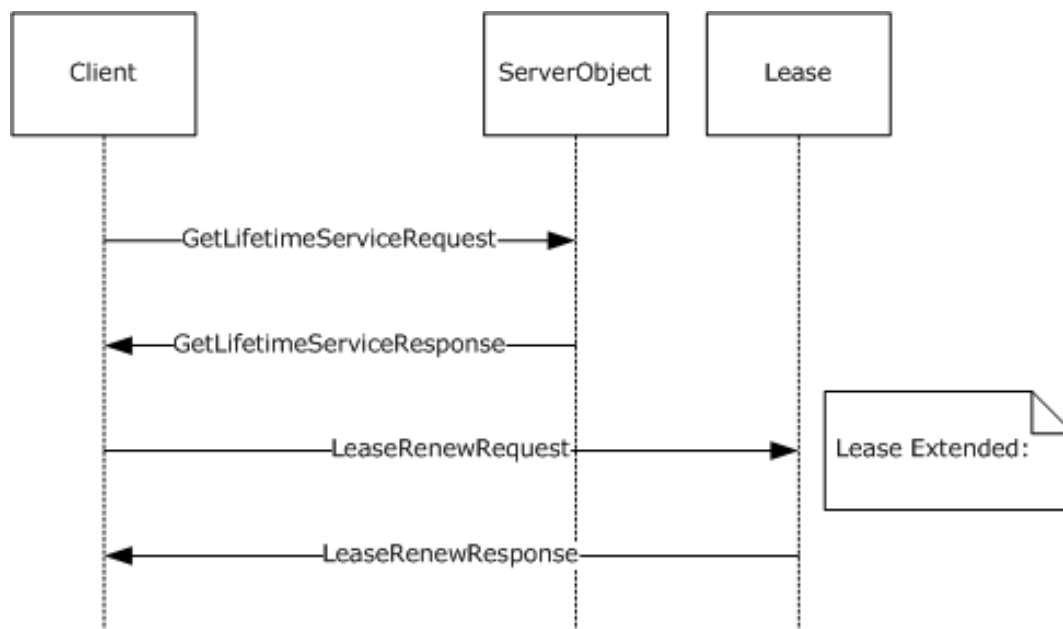 Client
ServerObject
Lease
GetLifetimeServiceRequest
GetLifetimeServiceResponse
LeaseRenewRequest
Lease Extended:
LeaseRenewResponse